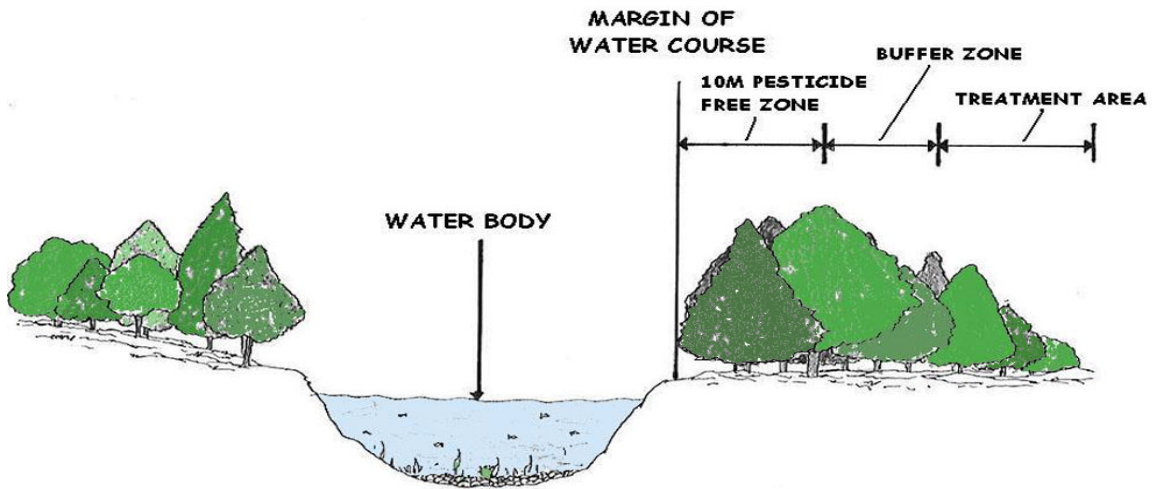 MARGIN OF
WATER COURSE
BUFFER ZONE
10M PESTICIDE
FREE ZONE
TREATMENT AREA
WATER BODY